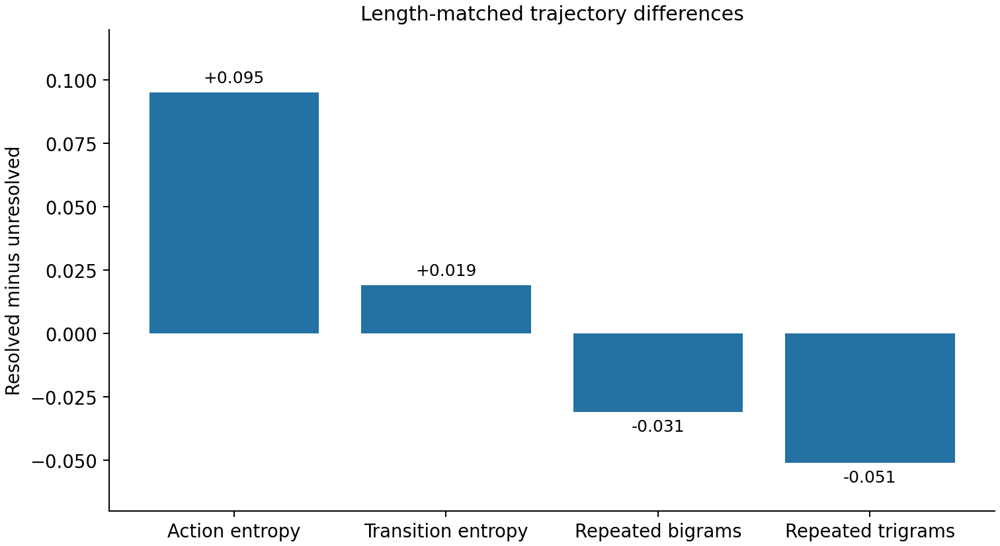 Length-matched trajectory differences
Resolved minus unresolved
0.100
0.075
0.050
0.025
0.000
−0.025
−0.050
+0.095
+0.019
-0.031
-0.051
Action entropy
Transition entropy
Repeated bigrams
Repeated trigrams